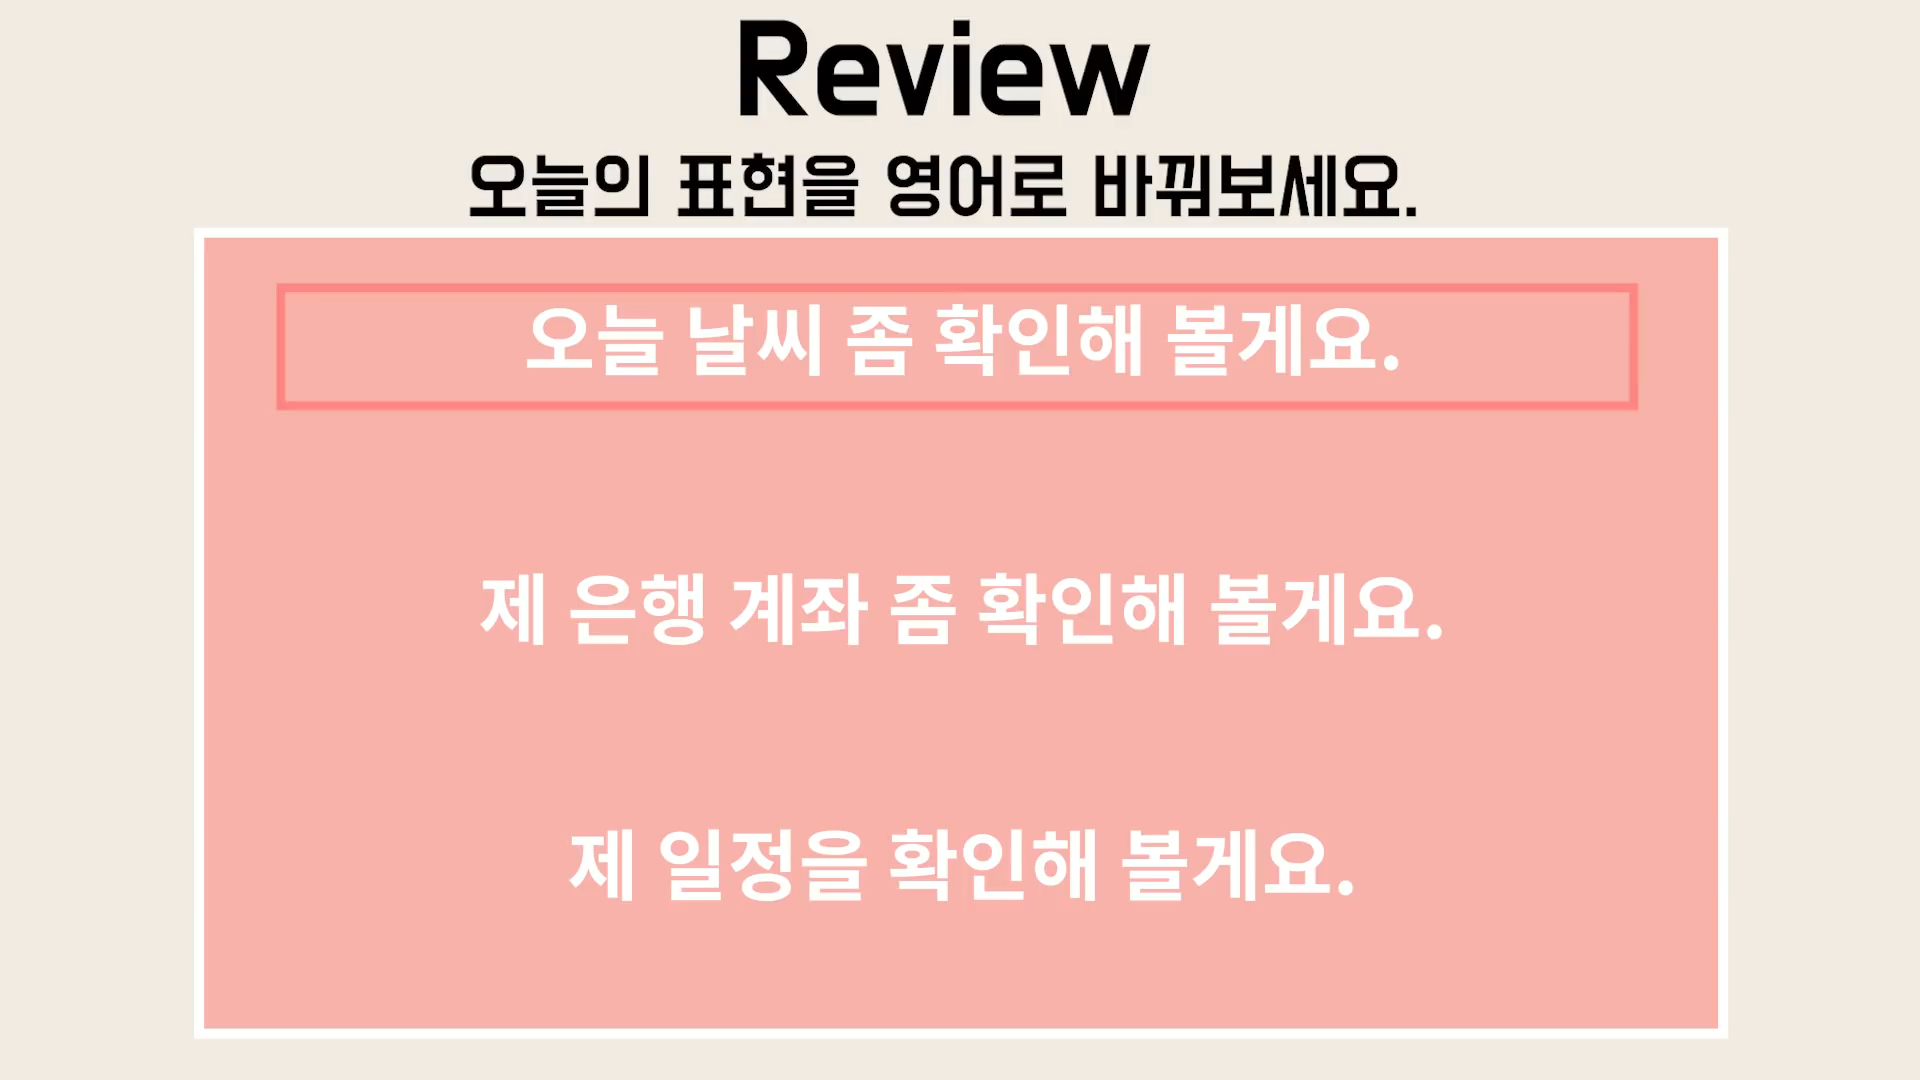 Review
오늘의 표현을 영어로 바꿔보세요.
오늘 날씨 좀 확인해 볼게요.
제 은행 계좌 좀 확인해 볼게요.
제 일정을 확인해 볼게요.